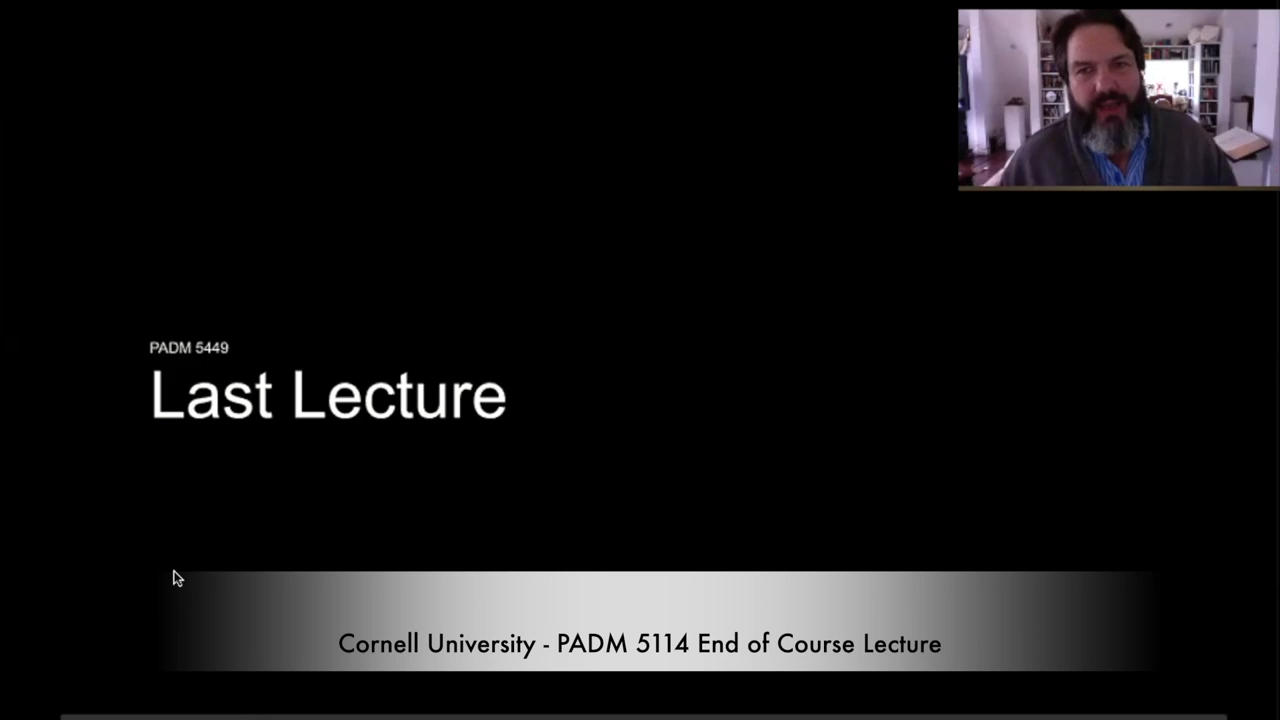 PADM 5449
Last Lecture
Cornell University - PADM 5114 End of Course Lecture